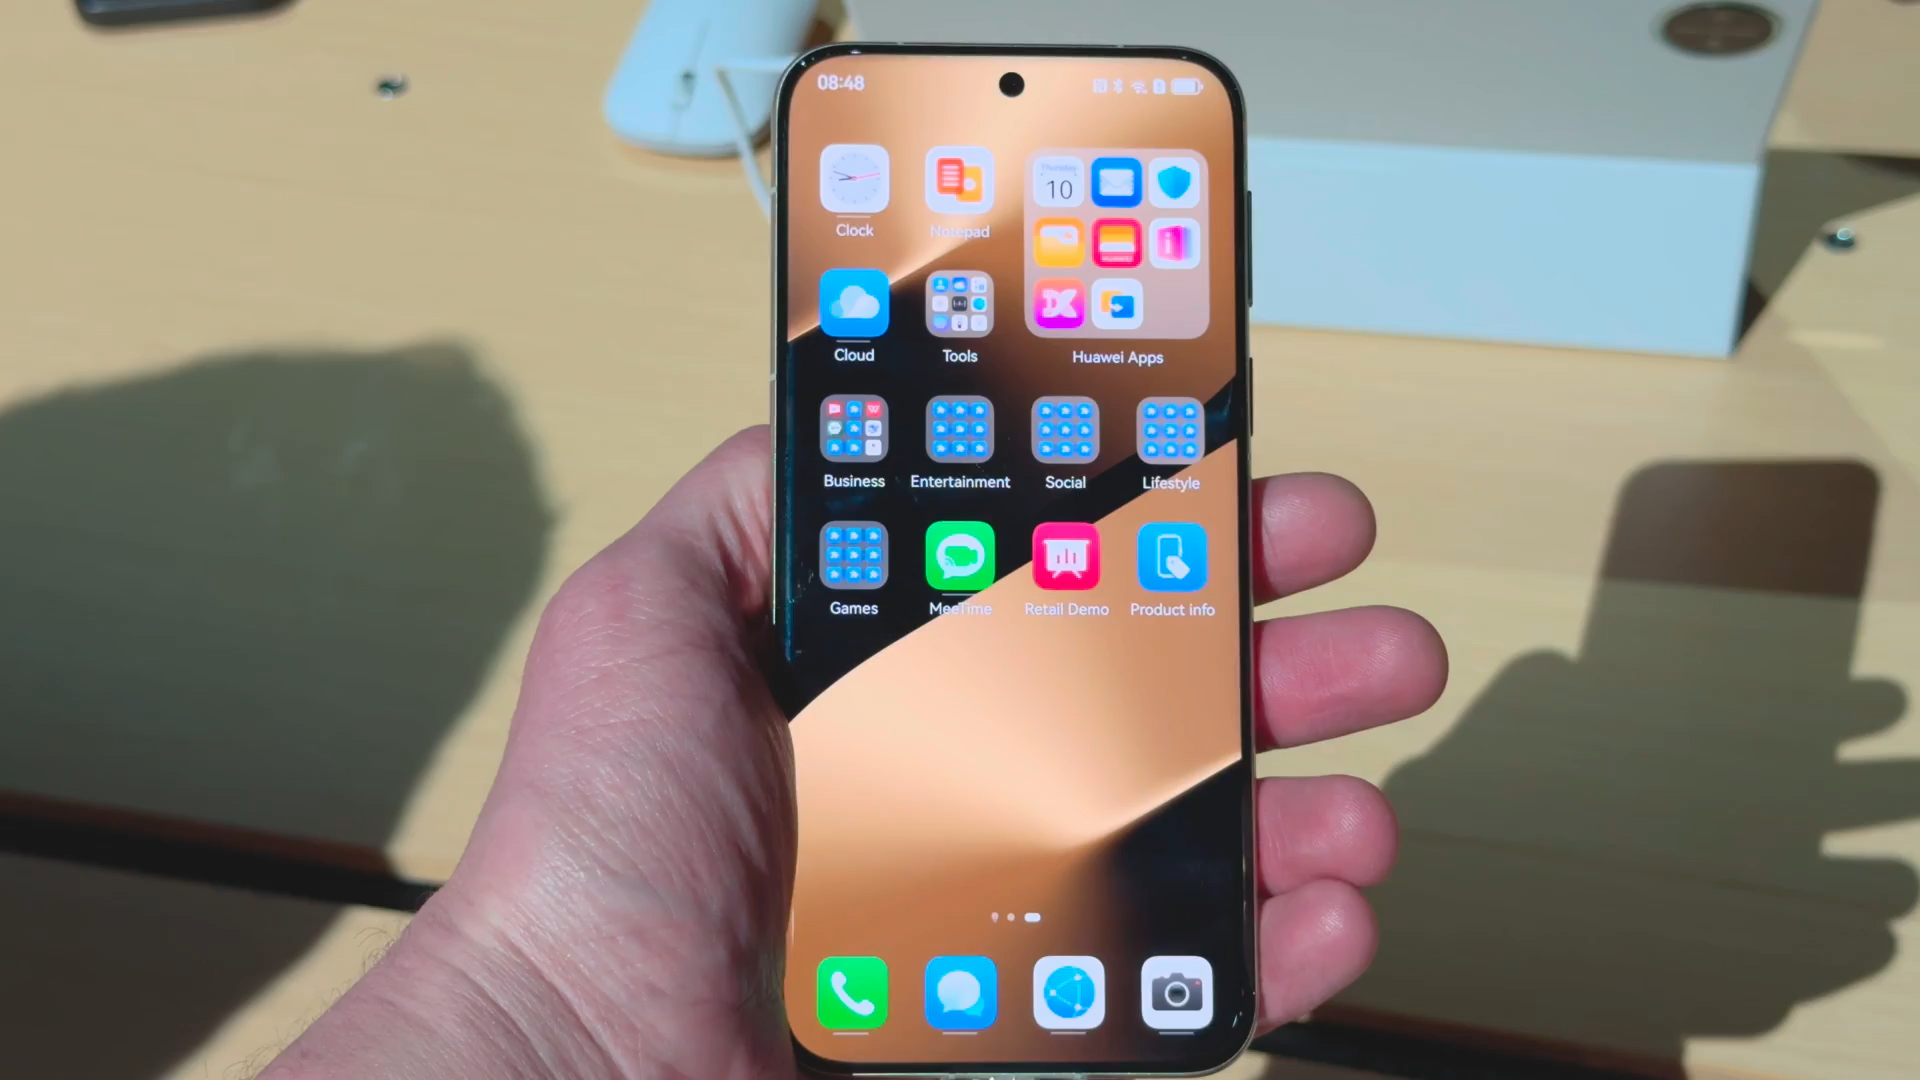 08:48
Thursday
10
Clock
Notepad
Cloud
Tools
Huawei Apps
Business
Entertainment
Social
Lifestyle
Games
MeeTime
Retail Demo
Product info